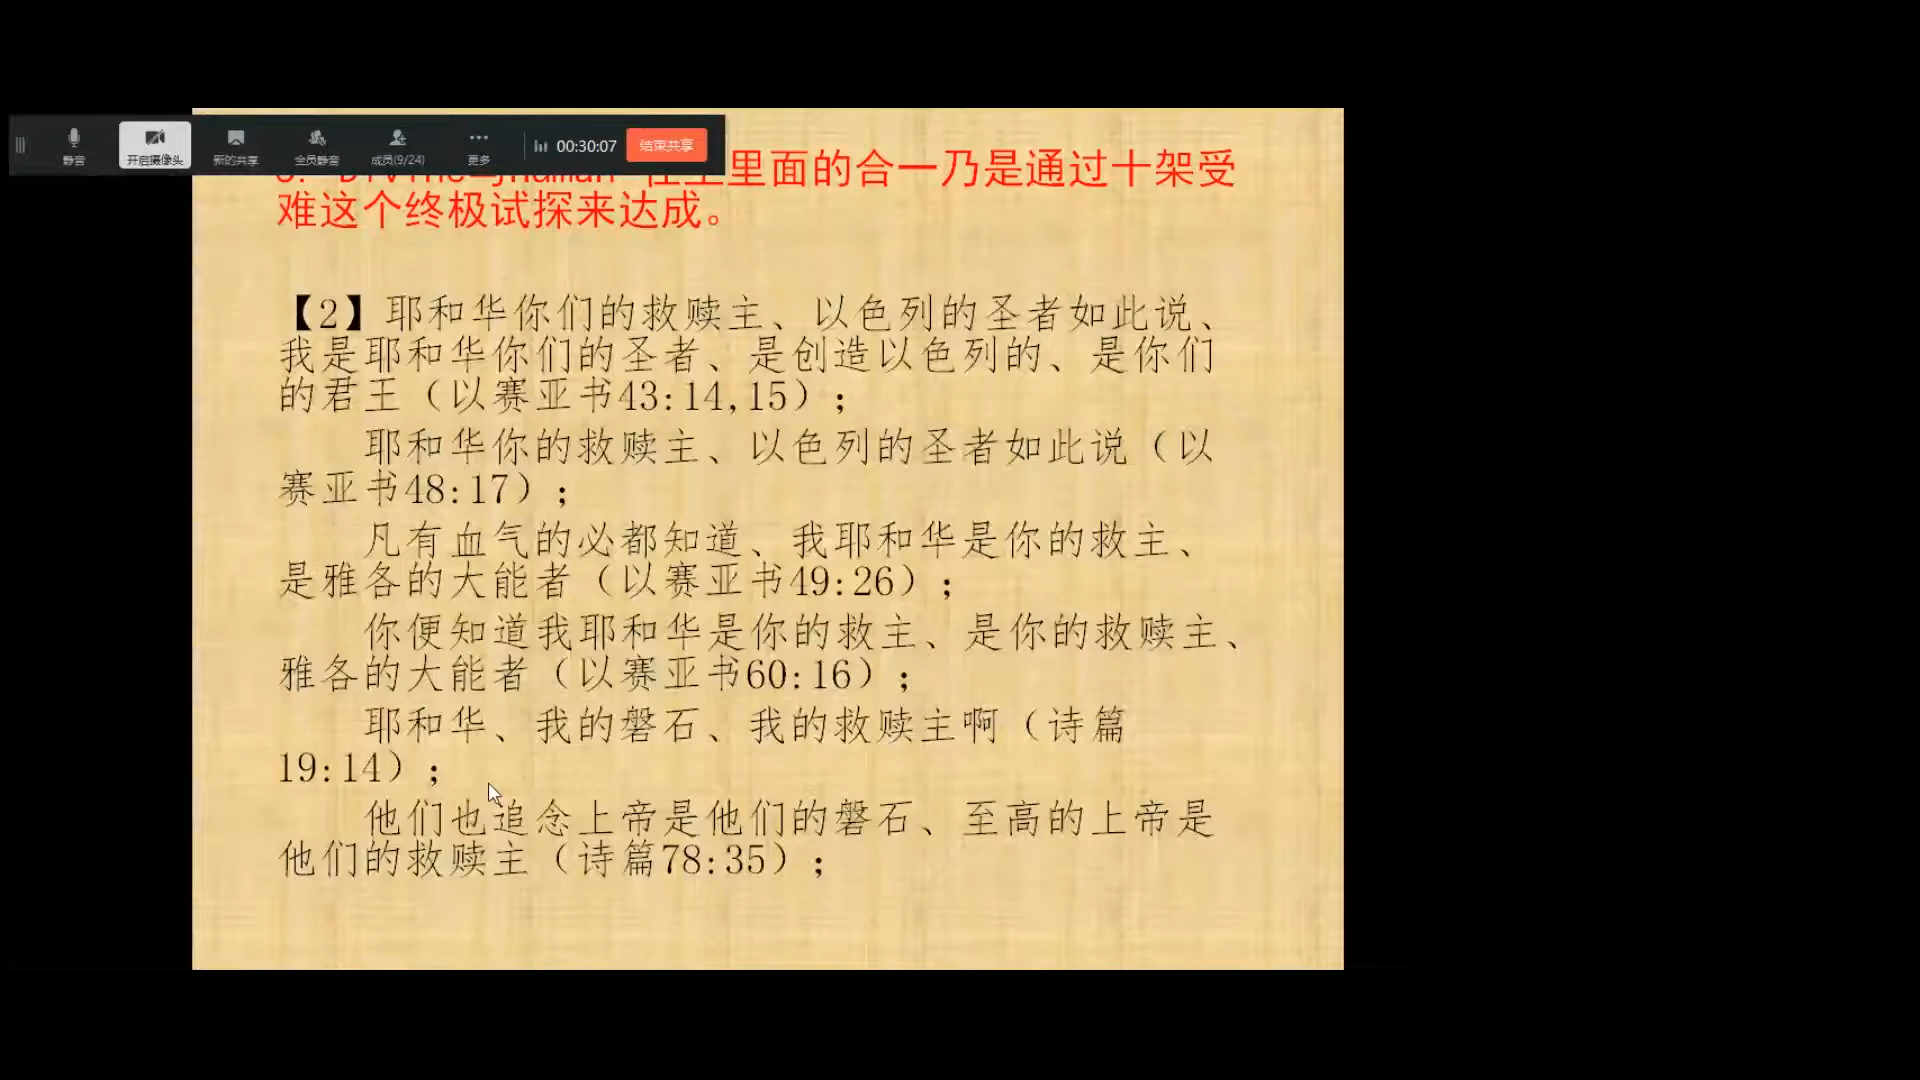 静音 开启摄像头 新的共享 全员静音 成员(9/24) 更多 00:30:07 结束共享
里面的合一乃是通过十架受
难这个终极试探来达成。
【2】耶和华你们的救赎主、以色列的圣者如此说、
我是耶和华你们的圣者、是创造以色列的、是你们
的君王（以赛亚书43:14,15）；
耶和华你的救赎主、以色列的圣者如此说（以
赛亚书48:17）；
凡有血气的必都知道、我耶和华是你的救主、
是雅各的大能者（以赛亚书49:26）；
你便知道我耶和华是你的救主、是你的救赎主、
雅各的大能者（以赛亚书60:16）；
耶和华、我的磐石、我的救赎主啊（诗篇
19:14）；
他们也追念上帝是他们的磐石、至高的上帝是
他们的救赎主（诗篇78:35）；